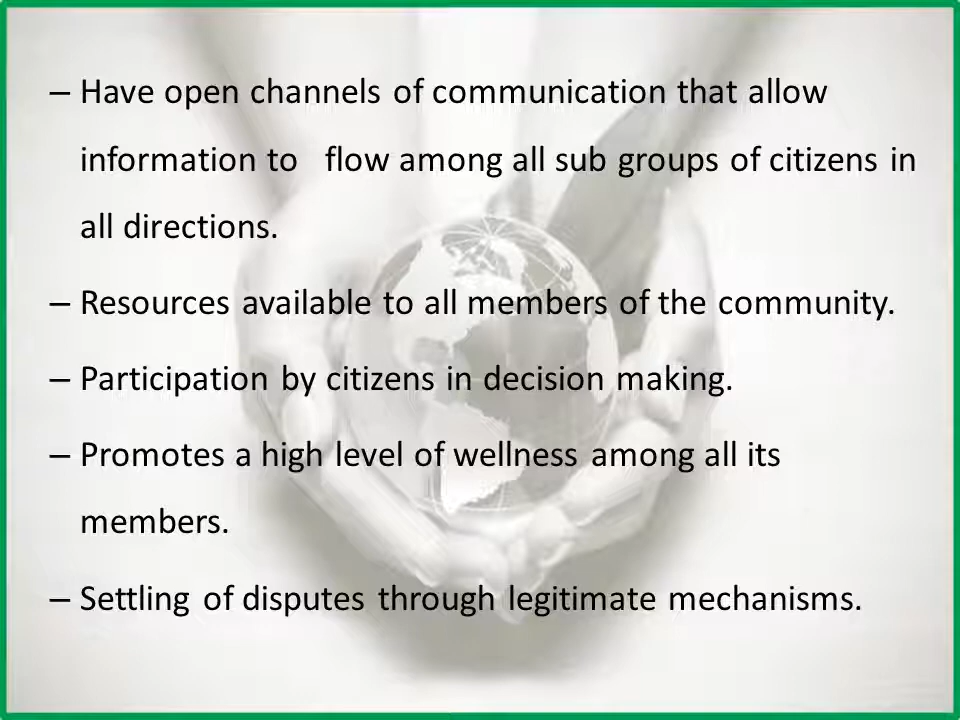 – Have open channels of communication that allow
information to   flow among all sub groups of citizens in
all directions.
– Resources available to all members of the community.
– Participation by citizens in decision making.
– Promotes a high level of wellness among all its
members.
– Settling of disputes through legitimate mechanisms.